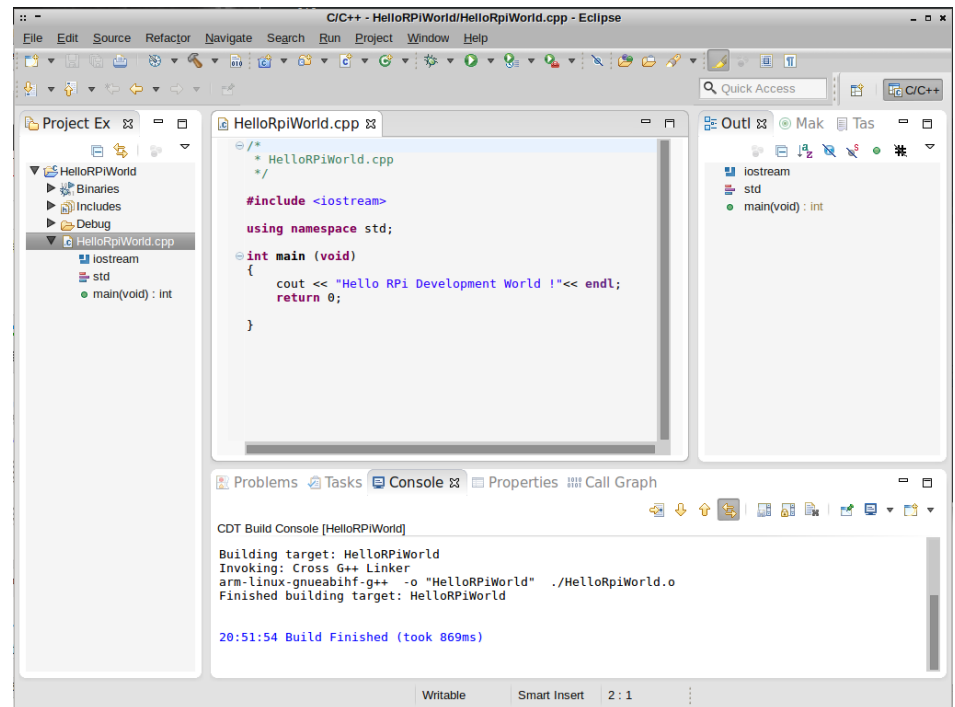 C/C++ - HelloRPiWorld/HelloRpiWorld.cpp - Eclipse
File Edit Source Refactor Navigate Search Run Project Window Help
Quick Access
C/C++
Project Ex
HelloRPiWorld
Binaries
Includes
Debug
HelloRpiWorld.cpp
iostream
std
main(void) : int
HelloRpiWorld.cpp
/*
* HelloRPiWorld.cpp
*/
#include <iostream>
using namespace std;
int main (void)
{
cout << "Hello RPi Development World !"<< endl;
return 0;
}
Outl Mak Tas
iostream
std
main(void) : int
Problems Tasks Console Properties Call Graph
CDT Build Console [HelloRPiWorld]
Building target: HelloRPiWorld
Invoking: Cross G++ Linker
arm-linux-gnueabihf-g++ -o "HelloRPiWorld" ./HelloRpiWorld.o
Finished building target: HelloRPiWorld
20:51:54 Build Finished (took 869ms)
Writable Smart Insert 2 : 1